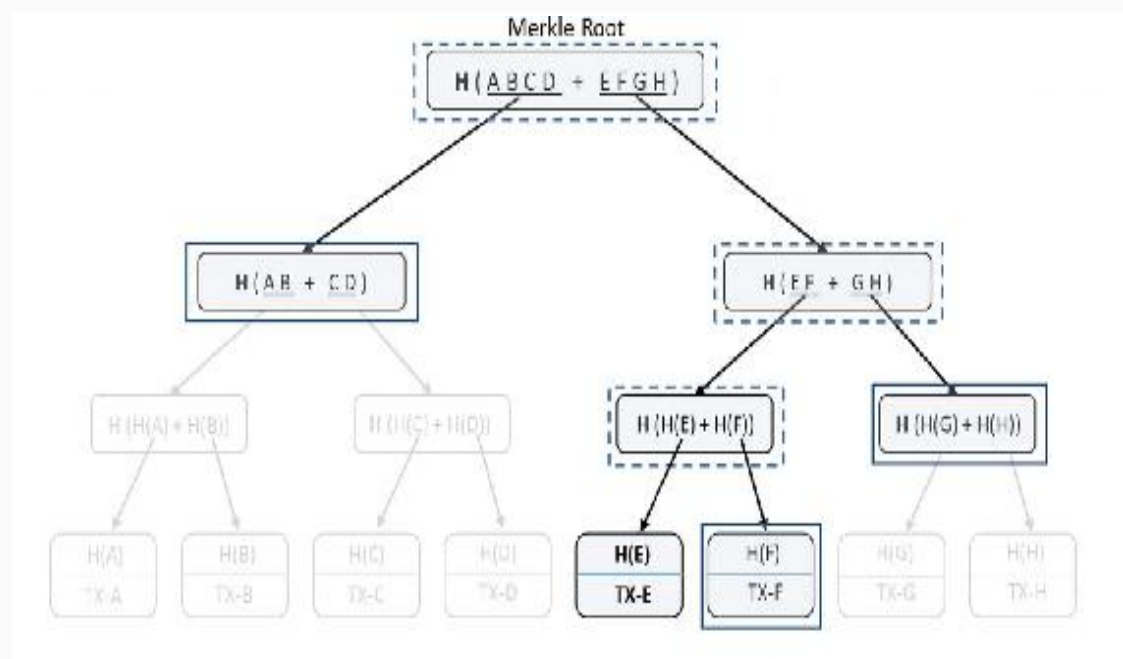 Merkle Root
H(ABCD + EFGH)
H(AB + CD)
H(EF + GH)
H(H(A)+H(B))
H(H(C)+H(D))
H(H(E)+H(F))
H(H(G)+H(H))
H(A)
TX-A
H(B)
TX-B
H(C)
TX-C
H(D)
TX-D
H(E)
TX-E
H(F)
TX-F
H(G)
TX-G
H(H)
TX-H